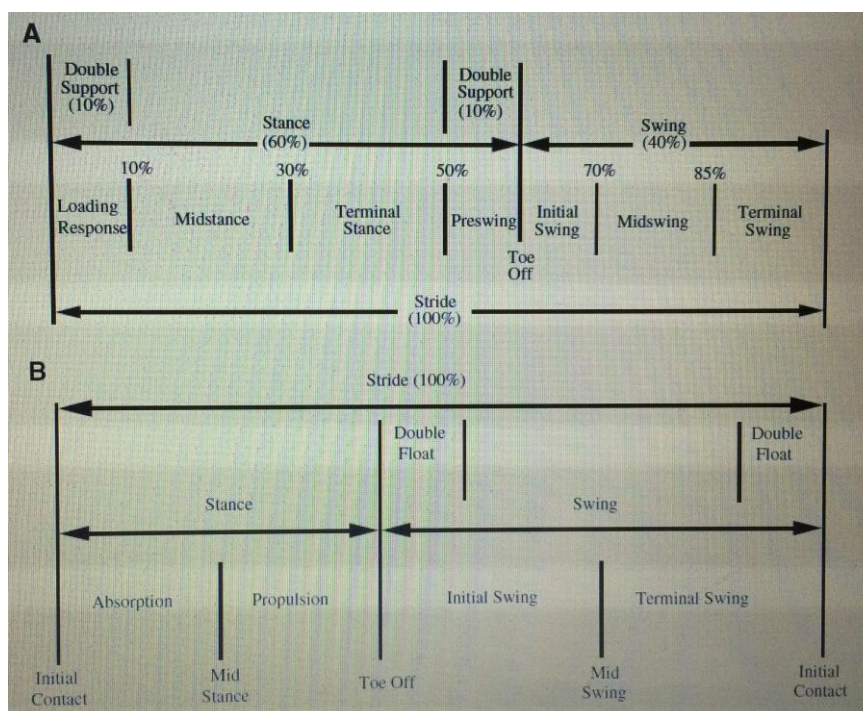 A
Double
Support
(10%)
Double
Support
(10%)
Stance
(60%)
Swing
(40%)
10%
30%
50%
70%
85%
Loading
Response
Midstance
Terminal
Stance
Preswing
Initial
Swing
Midswing
Terminal
Swing
Toe
Off
Stride
(100%)
B
Stride (100%)
Double
Float
Double
Float
Stance
Swing
Absorption
Propulsion
Initial Swing
Terminal Swing
Initial
Contact
Mid
Stance
Toe Off
Mid
Swing
Initial
Contact